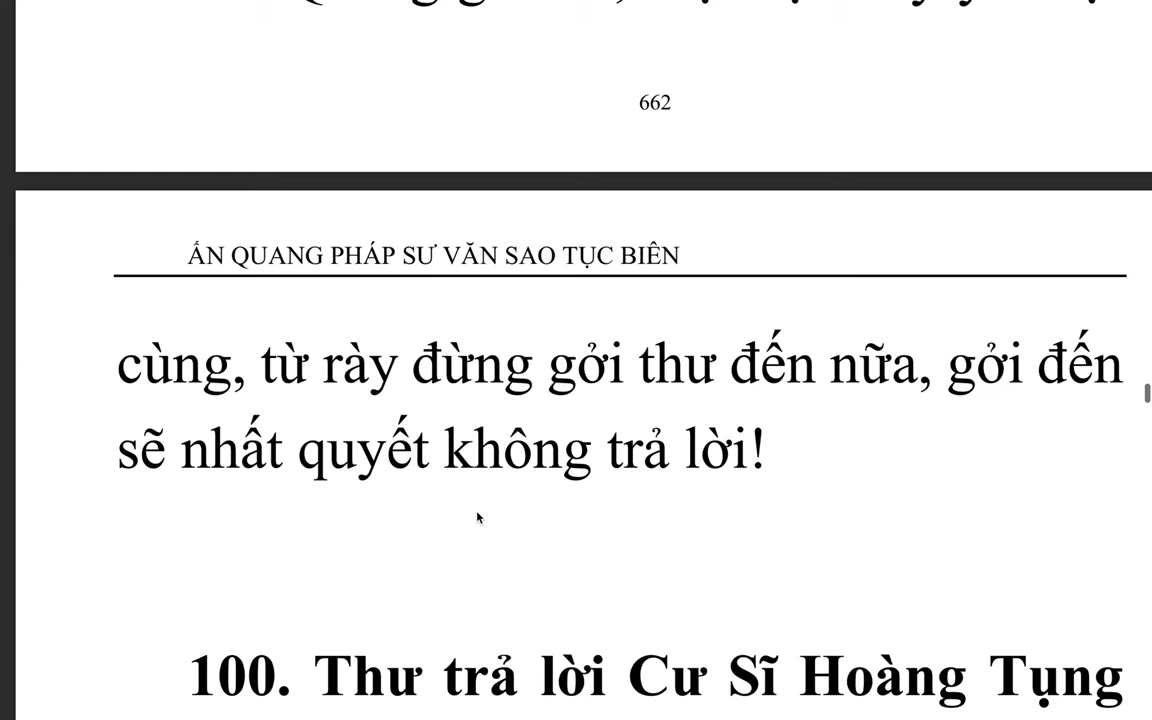 662
ẤN QUANG PHÁP SƯ VĂN SAO TỤC BIÊN
cùng, từ rày đừng gởi thư đến nữa, gởi đến
sẽ nhất quyết không trả lời!
100. Thư trả lời Cư Sĩ Hoàng Tụng